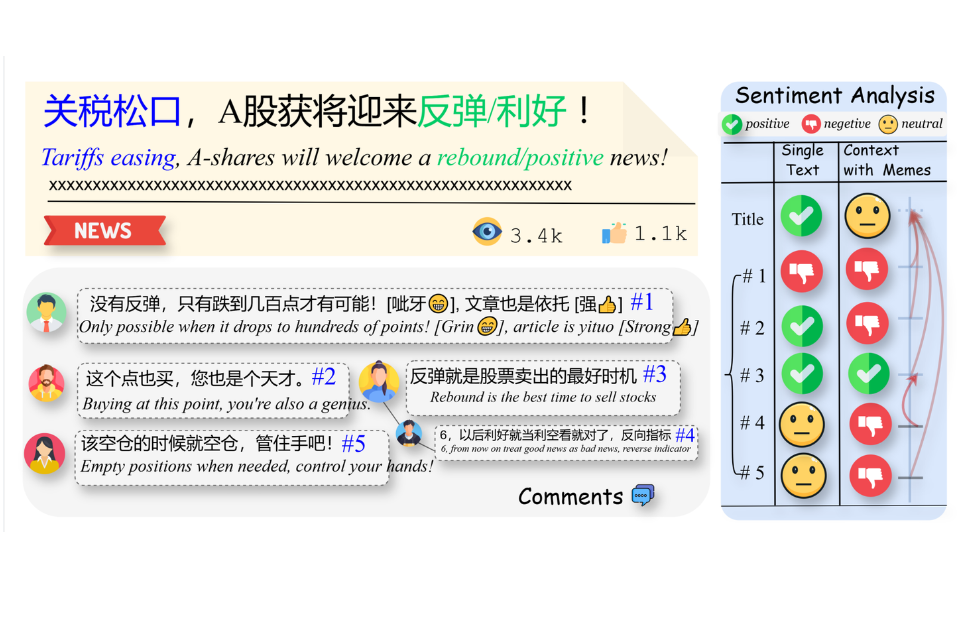 关税松口，A股获将迎来反弹/利好！
Tariffs easing, A-shares will welcome a rebound/positive news!
xxxxxxxxxxxxxxxxxxxxxxxxxxxxxxxxxxxxxxxxxxxxxxxxxxxxxxxxxxxx
NEWS
3.4k
1.1k
没有反弹，只有跌到几百点才有可能！[呲牙😁], 文章也是依托 [强👍] #1
Only possible when it drops to hundreds of points! [Grin😁], article is yituo [Strong👍]
这个点也买，您也是个天才。#2
Buying at this point, you're also a genius.
反弹就是股票卖出的最好时机 #3
Rebound is the best time to sell stocks
6，以后利好就当利空看就对了，反向指标 #4
6, from now on treat good news as bad news, reverse indicator
该空仓的时候就空仓，管住手吧！#5
Empty positions when needed, control your hands!
Comments
Sentiment Analysis
positive negetive neutral
Single Text
Context with Memes
Title
# 1
# 2
# 3
# 4
# 5